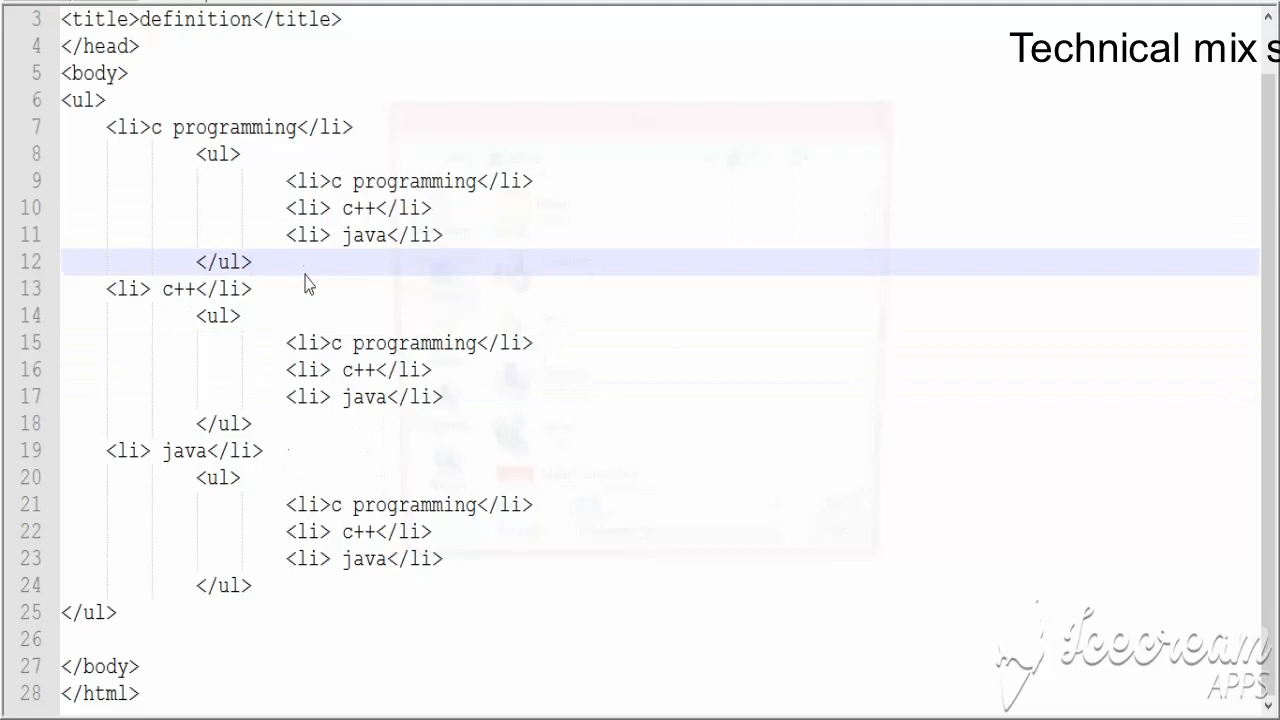 3 <title>definition</title>
4 </head>
5 <body>
6 <ul>
7 <li>c programming</li>
8 <ul>
9 <li>c programming</li>
10 <li> c++</li>
11 <li> java</li>
12 </ul>
13 <li> c++</li>
14 <ul>
15 <li>c programming</li>
16 <li> c++</li>
17 <li> java</li>
18 </ul>
19 <li> java</li>
20 <ul>
21 <li>c programming</li>
22 <li> c++</li>
23 <li> java</li>
24 </ul>
25 </ul>
26
27 </body>
28 </html>
Technical mix s
Icecream
APPS